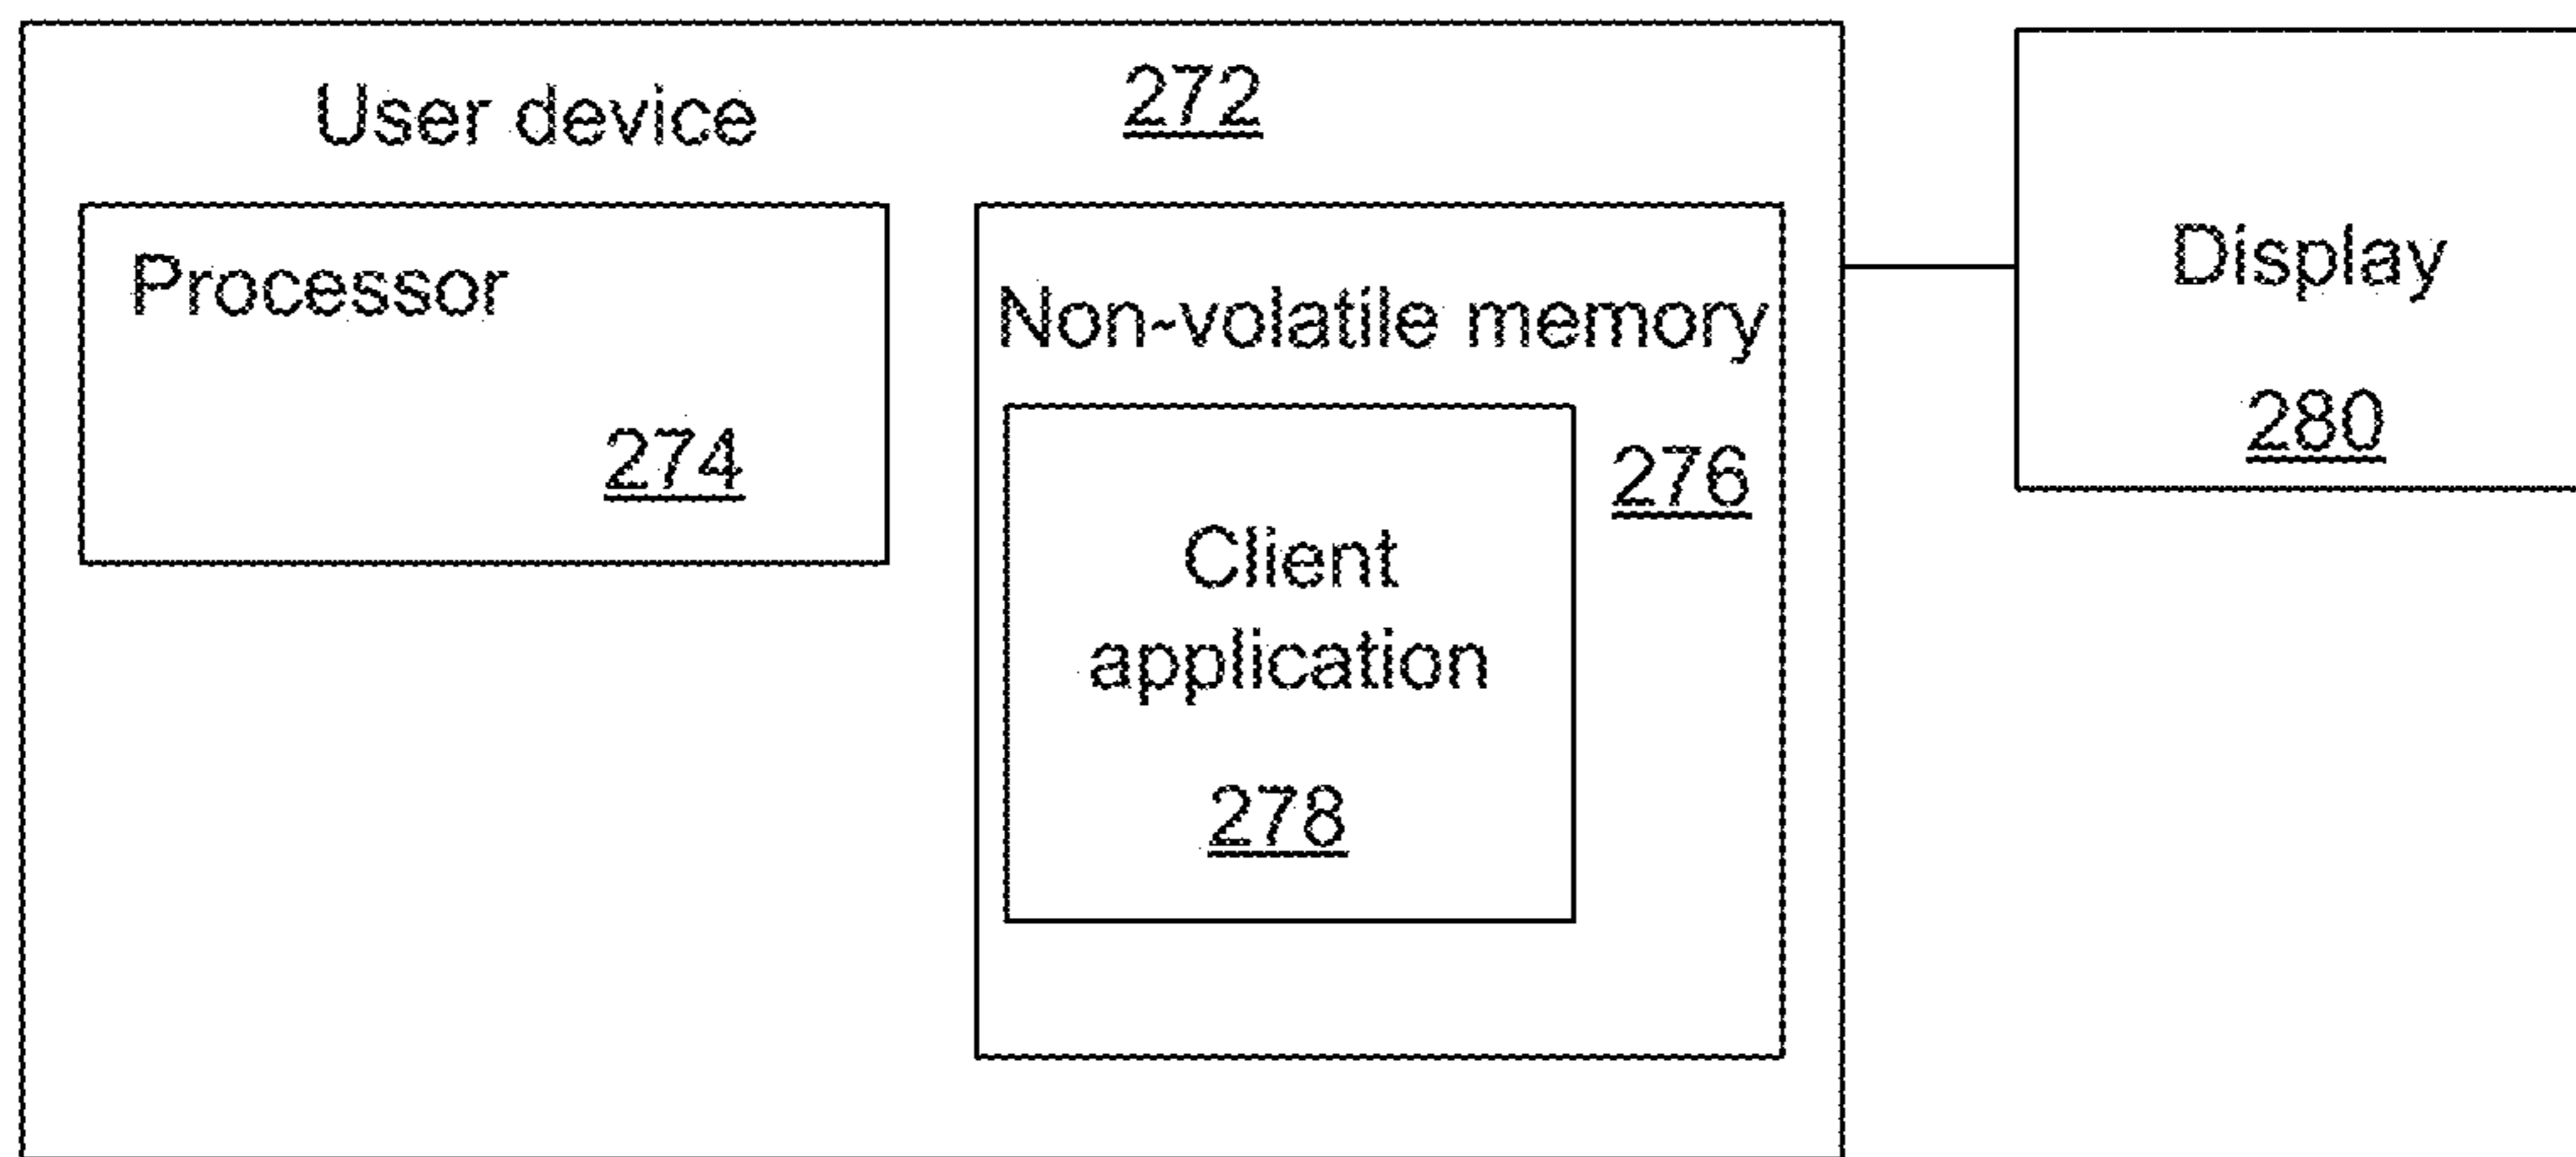 User device 272
Processor
274
Non-volatile memory
276
Client
application
278
Display
280